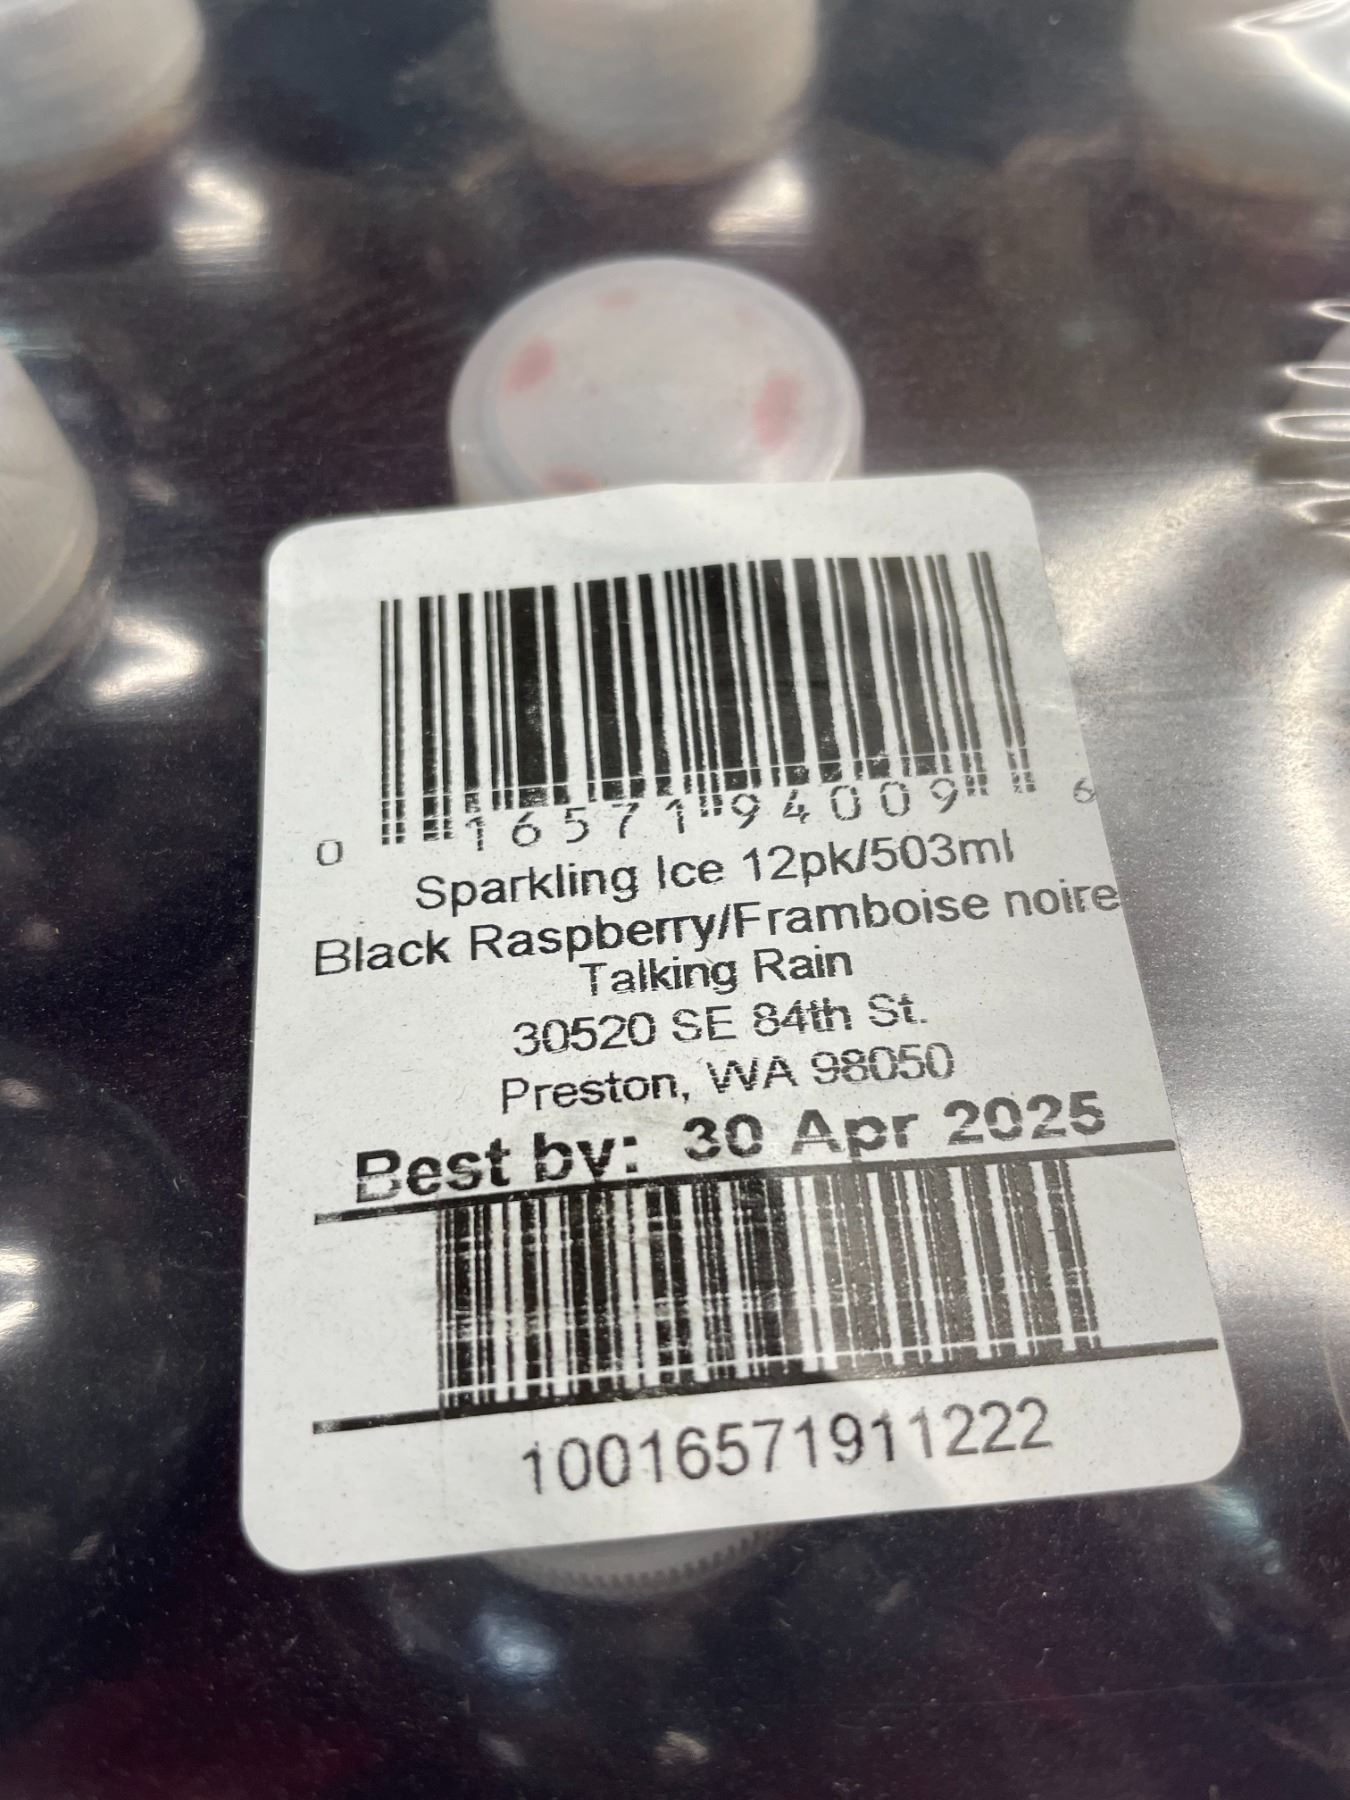 0 16571 94009 6
Sparkling Ice 12pk/503ml
Black Raspberry/Framboise noire
Talking Rain
30520 SE 84th St.
Preston, WA 98050
Best by: 30 Apr 2025
10016571911222